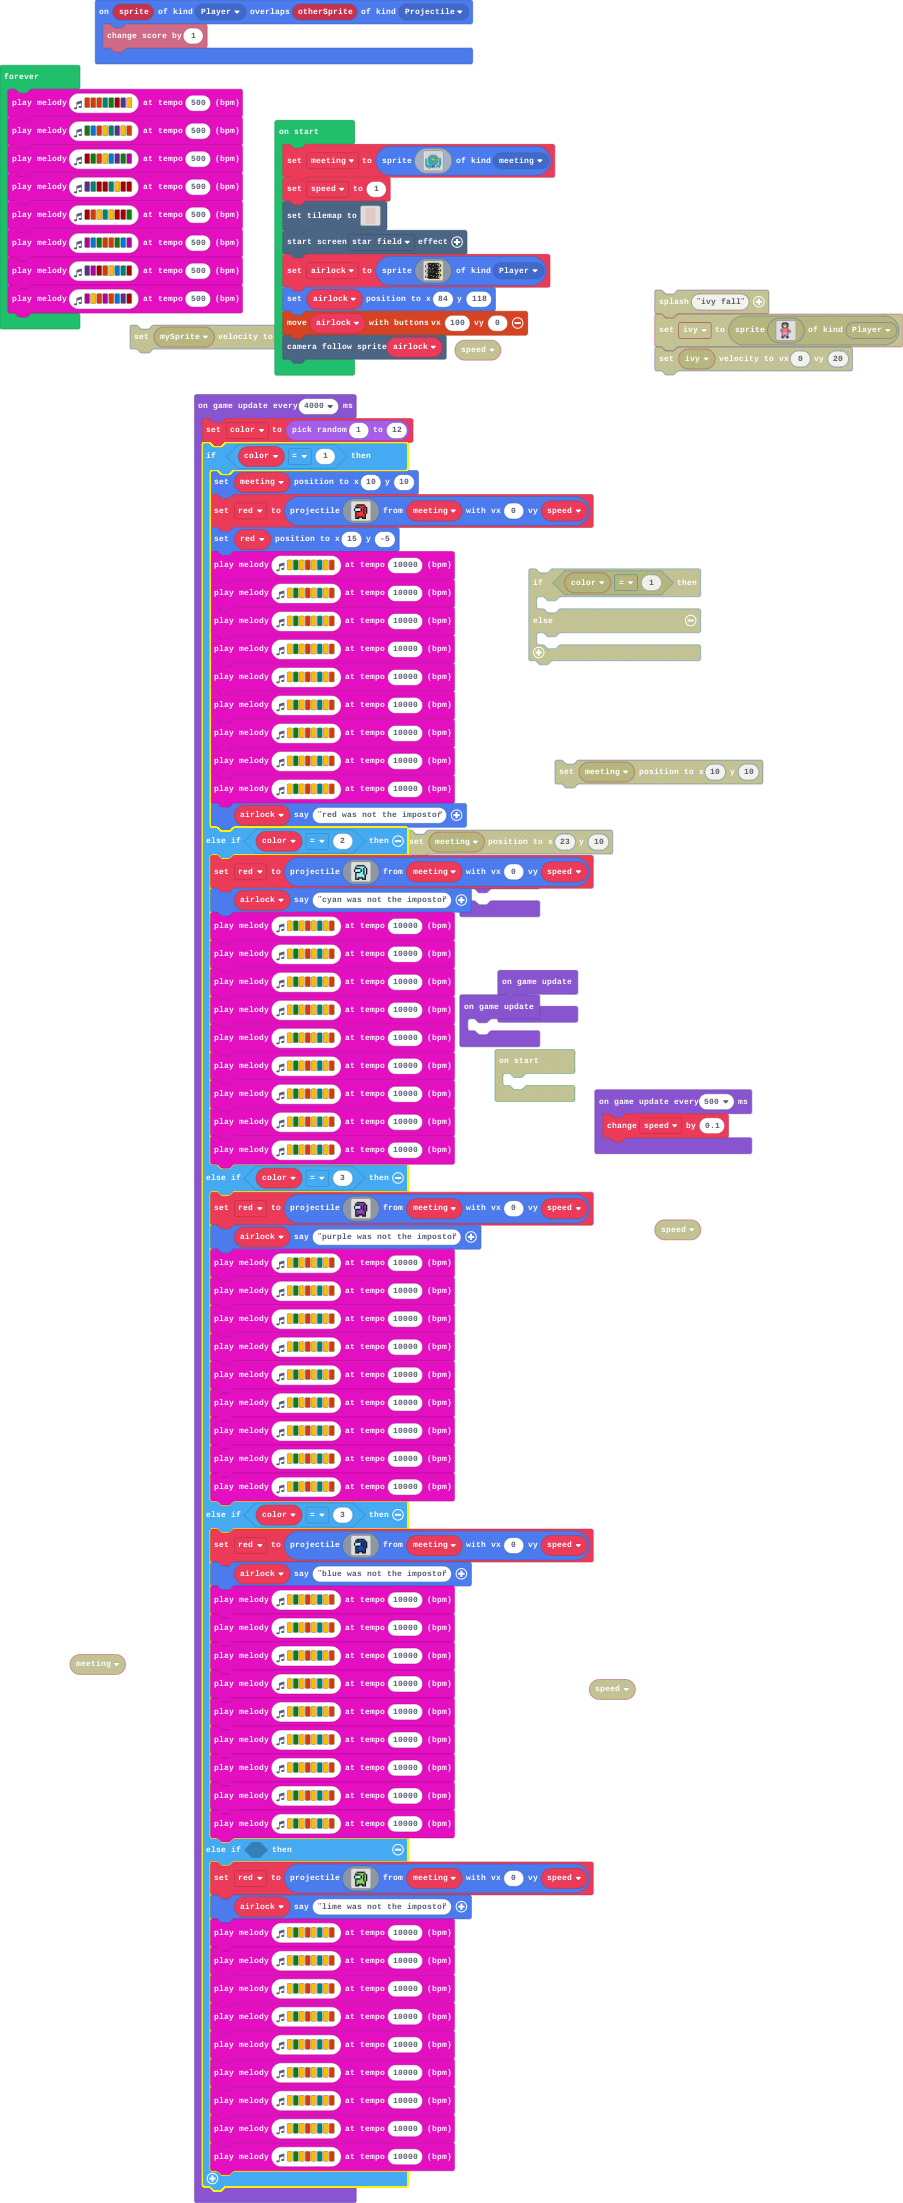 on sprite of kind Player overlaps otherSprite of kind Projectile
change score by 1
forever
play melody at tempo 500 (bpm)
play melody at tempo 500 (bpm)
play melody at tempo 500 (bpm)
play melody at tempo 500 (bpm)
play melody at tempo 500 (bpm)
play melody at tempo 500 (bpm)
play melody at tempo 500 (bpm)
play melody at tempo 500 (bpm)
set mySprite velocity to
on start
set meeting to sprite of kind meeting
set speed to 1
set tilemap to
start screen star field effect
set airlock to sprite of kind Player
set airlock position to x 84 y 118
move airlock with buttons vx 100 vy 0
camera follow sprite airlock
speed
splash "ivy fall"
set ivy to sprite of kind Player
set ivy velocity to vx 0 vy 20
on game update every 4000 ms
set color to pick random 1 to 12
if color = 1 then
set meeting position to x 10 y 10
set red to projectile from meeting with vx 0 vy speed
set red position to x 15 y -5
play melody at tempo 10000 (bpm)
play melody at tempo 10000 (bpm)
play melody at tempo 10000 (bpm)
play melody at tempo 10000 (bpm)
play melody at tempo 10000 (bpm)
play melody at tempo 10000 (bpm)
play melody at tempo 10000 (bpm)
play melody at tempo 10000 (bpm)
play melody at tempo 10000 (bpm)
airlock say "red was not the impostor"
else if color = 2 then
set red to projectile from meeting with vx 0 vy speed
airlock say "cyan was not the impostor"
play melody at tempo 10000 (bpm)
play melody at tempo 10000 (bpm)
play melody at tempo 10000 (bpm)
play melody at tempo 10000 (bpm)
play melody at tempo 10000 (bpm)
play melody at tempo 10000 (bpm)
play melody at tempo 10000 (bpm)
play melody at tempo 10000 (bpm)
play melody at tempo 10000 (bpm)
else if color = 3 then
set red to projectile from meeting with vx 0 vy speed
airlock say "purple was not the impostor"
play melody at tempo 10000 (bpm)
play melody at tempo 10000 (bpm)
play melody at tempo 10000 (bpm)
play melody at tempo 10000 (bpm)
play melody at tempo 10000 (bpm)
play melody at tempo 10000 (bpm)
play melody at tempo 10000 (bpm)
play melody at tempo 10000 (bpm)
play melody at tempo 10000 (bpm)
else if color = 3 then
set red to projectile from meeting with vx 0 vy speed
airlock say "blue was not the impostor"
play melody at tempo 10000 (bpm)
play melody at tempo 10000 (bpm)
play melody at tempo 10000 (bpm)
play melody at tempo 10000 (bpm)
play melody at tempo 10000 (bpm)
play melody at tempo 10000 (bpm)
play melody at tempo 10000 (bpm)
play melody at tempo 10000 (bpm)
play melody at tempo 10000 (bpm)
else if then
set red to projectile from meeting with vx 0 vy speed
airlock say "lime was not the impostor"
play melody at tempo 10000 (bpm)
play melody at tempo 10000 (bpm)
play melody at tempo 10000 (bpm)
play melody at tempo 10000 (bpm)
play melody at tempo 10000 (bpm)
play melody at tempo 10000 (bpm)
play melody at tempo 10000 (bpm)
play melody at tempo 10000 (bpm)
play melody at tempo 10000 (bpm)
if color = 1 then
else
set meeting position to x 10 y 10
set meeting position to x 23 y 10
on game update
on game update
on start
on game update every 500 ms
change speed by 0.1
speed
meeting
speed